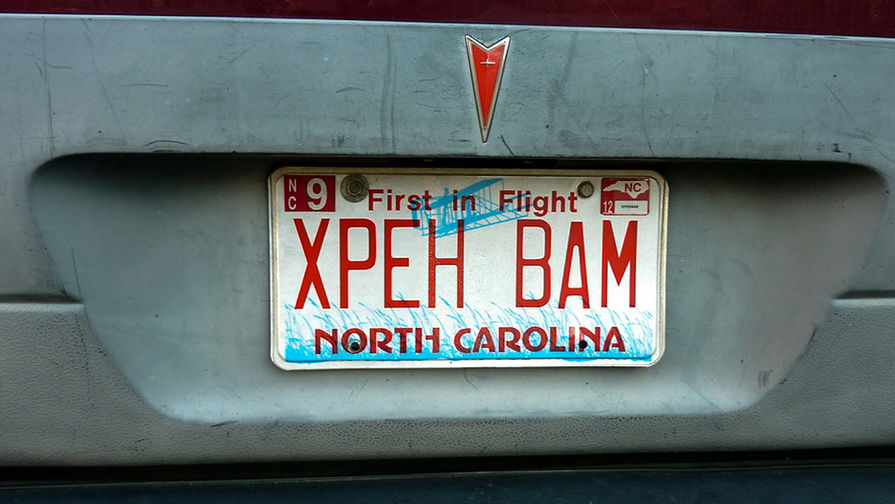 NC 9 First in Flight NC 12
XPEH BAM
NORTH CAROLINA